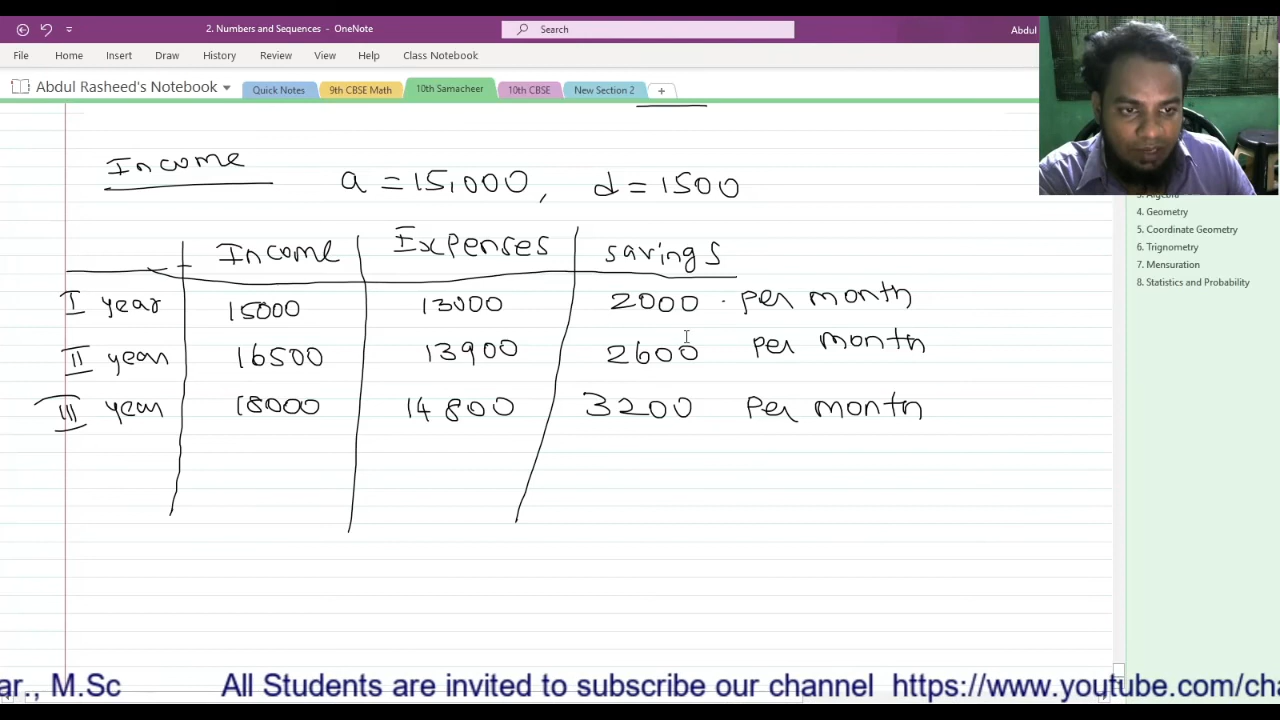 2. Numbers and Sequences - OneNote
Search
Abdul
File Home Insert Draw History Review View Help Class Notebook
Abdul Rasheed's Notebook
Quick Notes 9th CBSE Math 10th Samacheer 10th CBSE New Section 2 +
Income a = 15,000, d = 1500
Income Expenses savings
I year 15000 13000 2000 . per month
II year 16500 13900 2600 per month
III year 18000 14800 3200 per month
3. Algebra
4. Geometry
5. Coordinate Geometry
6. Trignometry
7. Mensuration
8. Statistics and Probability
ar., M.Sc All Students are invited to subscribe our channel https://www.youtube.com/cha